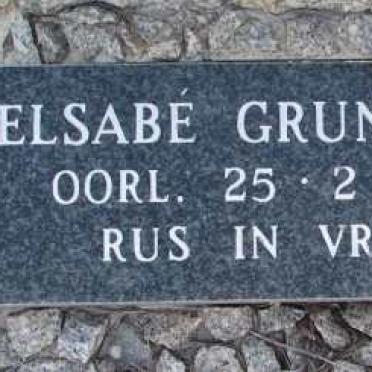 ELSABÉ GRUN
OORL. 25 · 2
RUS IN VR